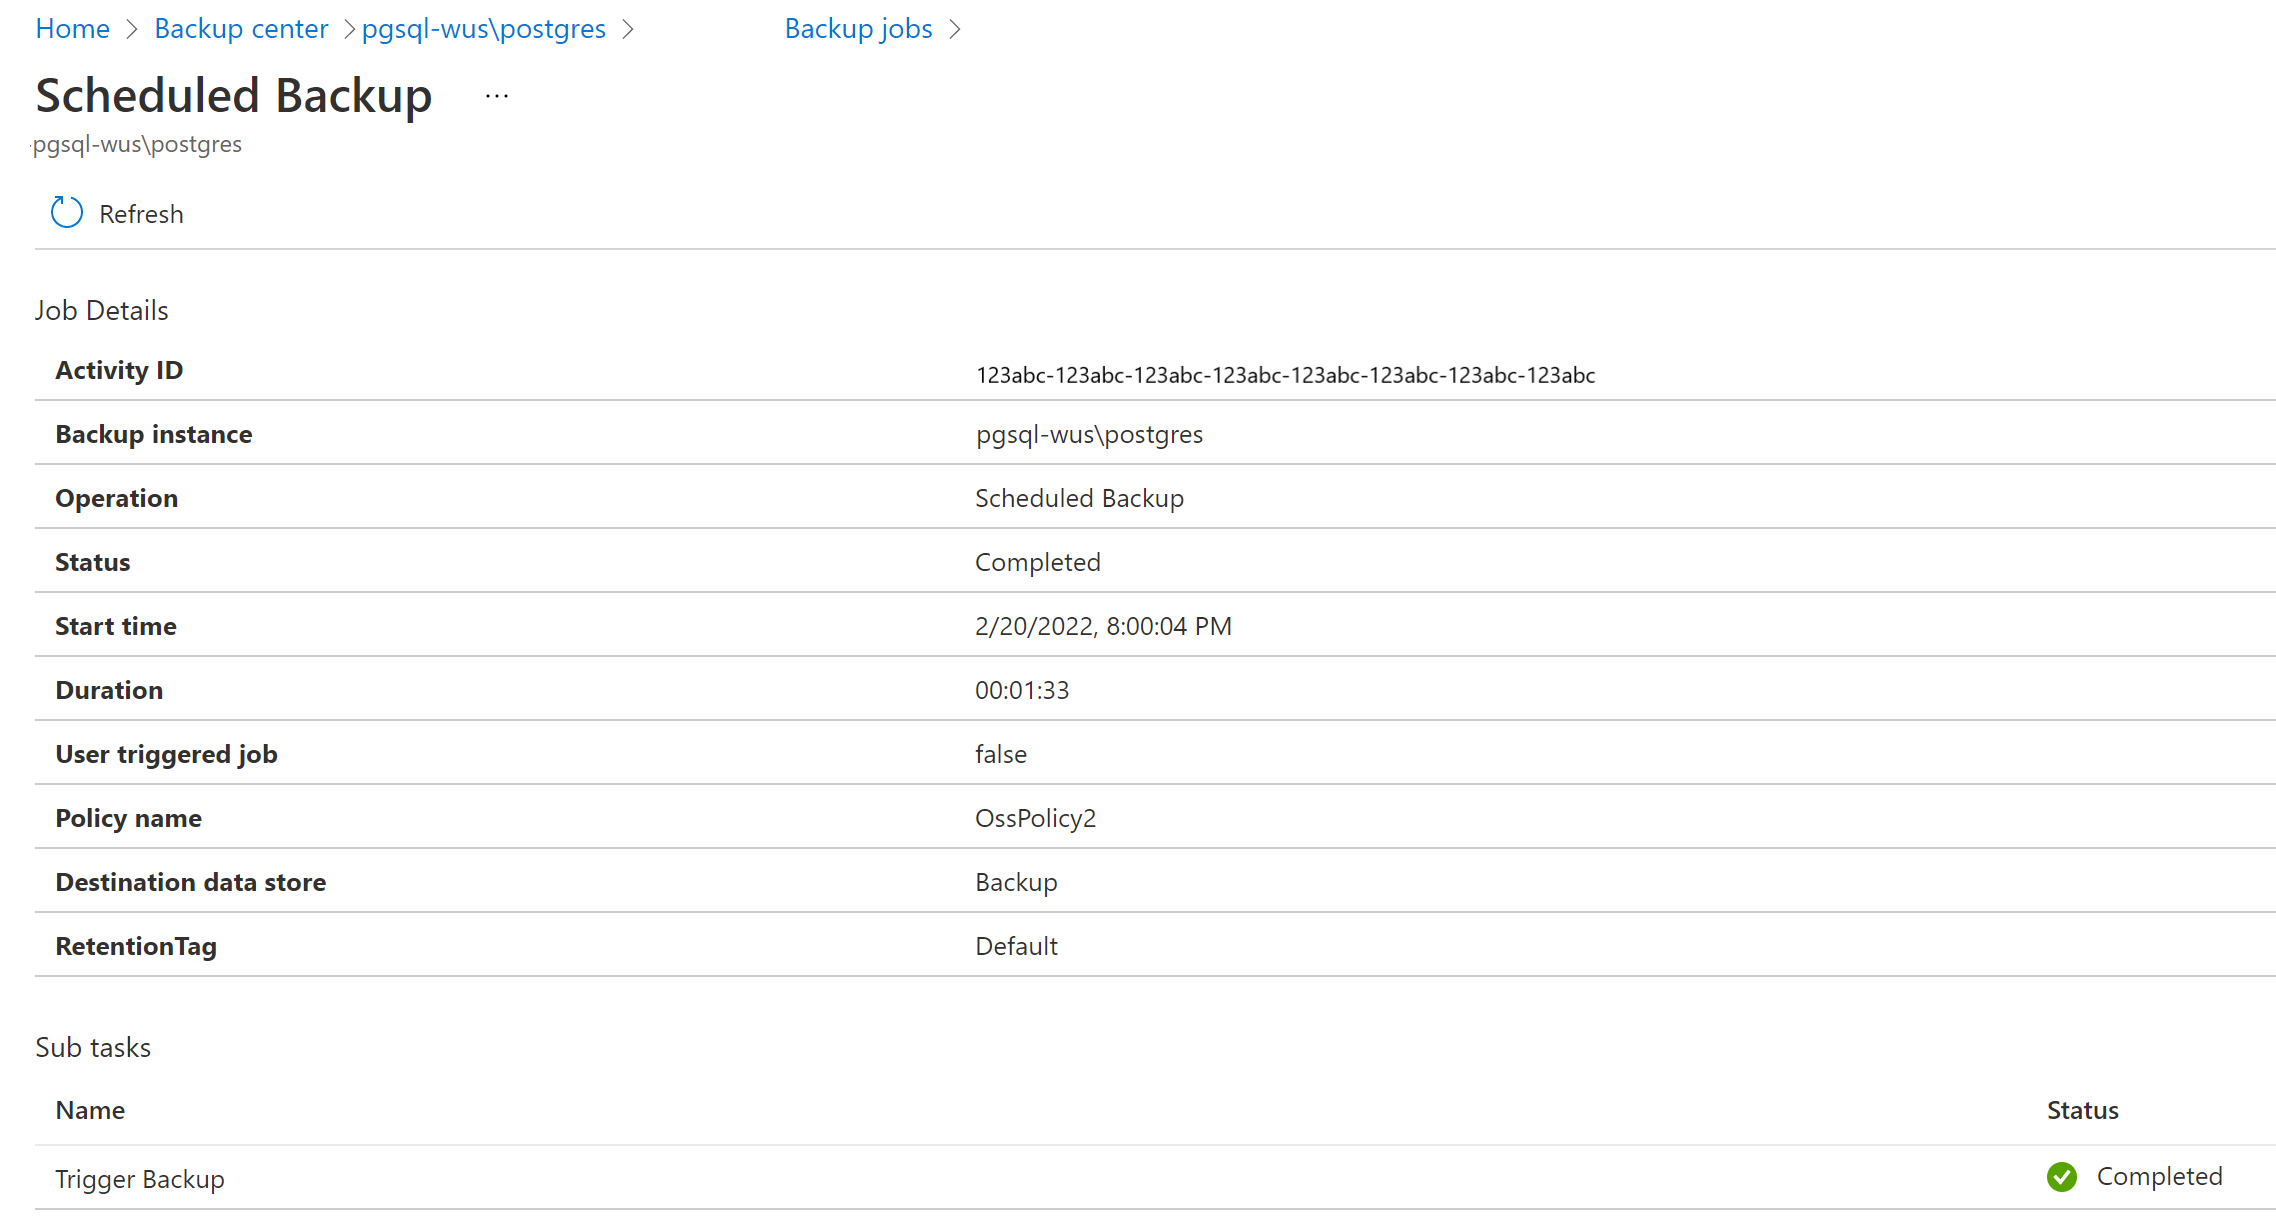 Home > Backup center > pgsql-wus\postgres > Backup jobs >
Scheduled Backup ...
pgsql-wus\postgres
Refresh
Job Details
Activity ID 123abc-123abc-123abc-123abc-123abc-123abc-123abc-123abc
Backup instance pgsql-wus\postgres
Operation Scheduled Backup
Status Completed
Start time 2/20/2022, 8:00:04 PM
Duration 00:01:33
User triggered job false
Policy name OssPolicy2
Destination data store Backup
RetentionTag Default
Sub tasks
Name Status
Trigger Backup Completed